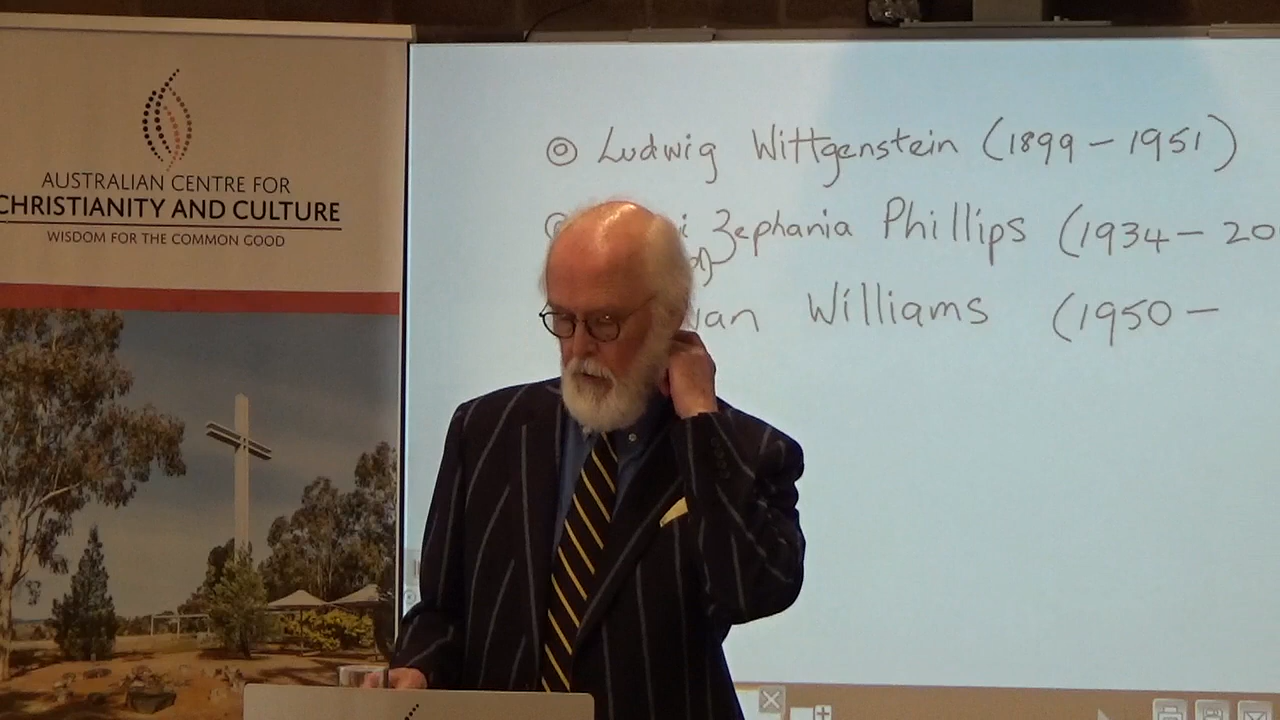 AUSTRALIAN CENTRE FOR
CHRISTIANITY AND CULTURE
WISDOM FOR THE COMMON GOOD
Ludwig Wittgenstein (1899 – 1951)
Zephania Phillips (1934 – 20
Williams (1950 –